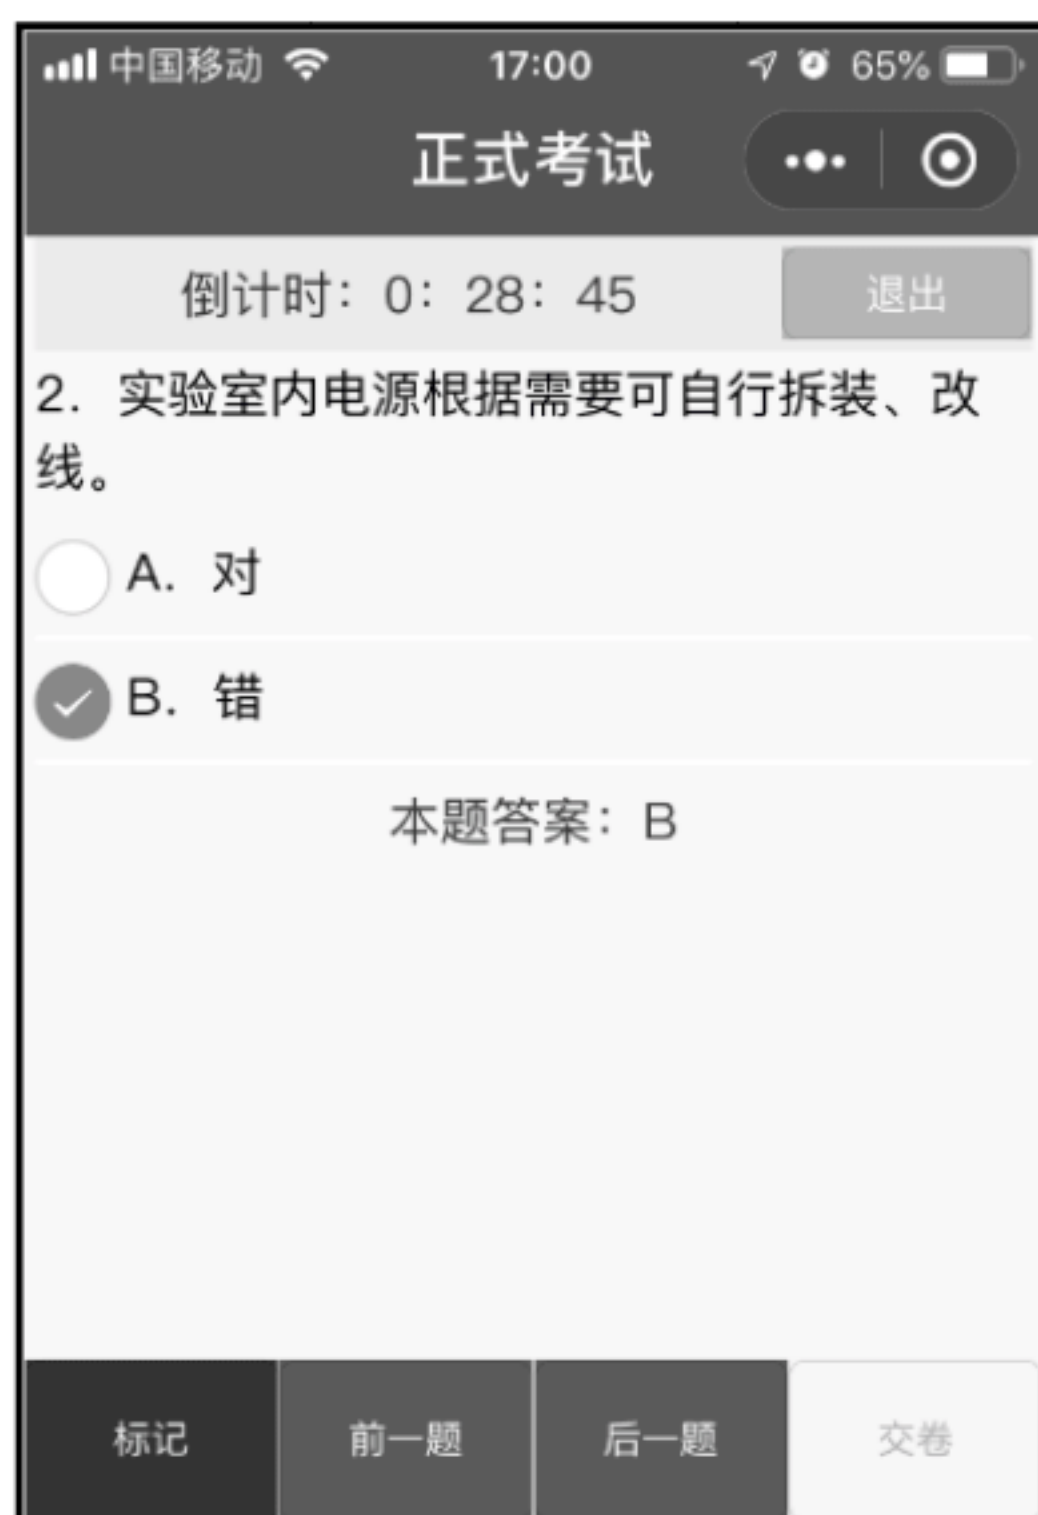 中国移动 17:00 65%
正式考试
倒计时：0：28：45 退出
2．实验室内电源根据需要可自行拆装、改
线。
A．对
B．错
本题答案：B
标记 前一题 后一题 交卷